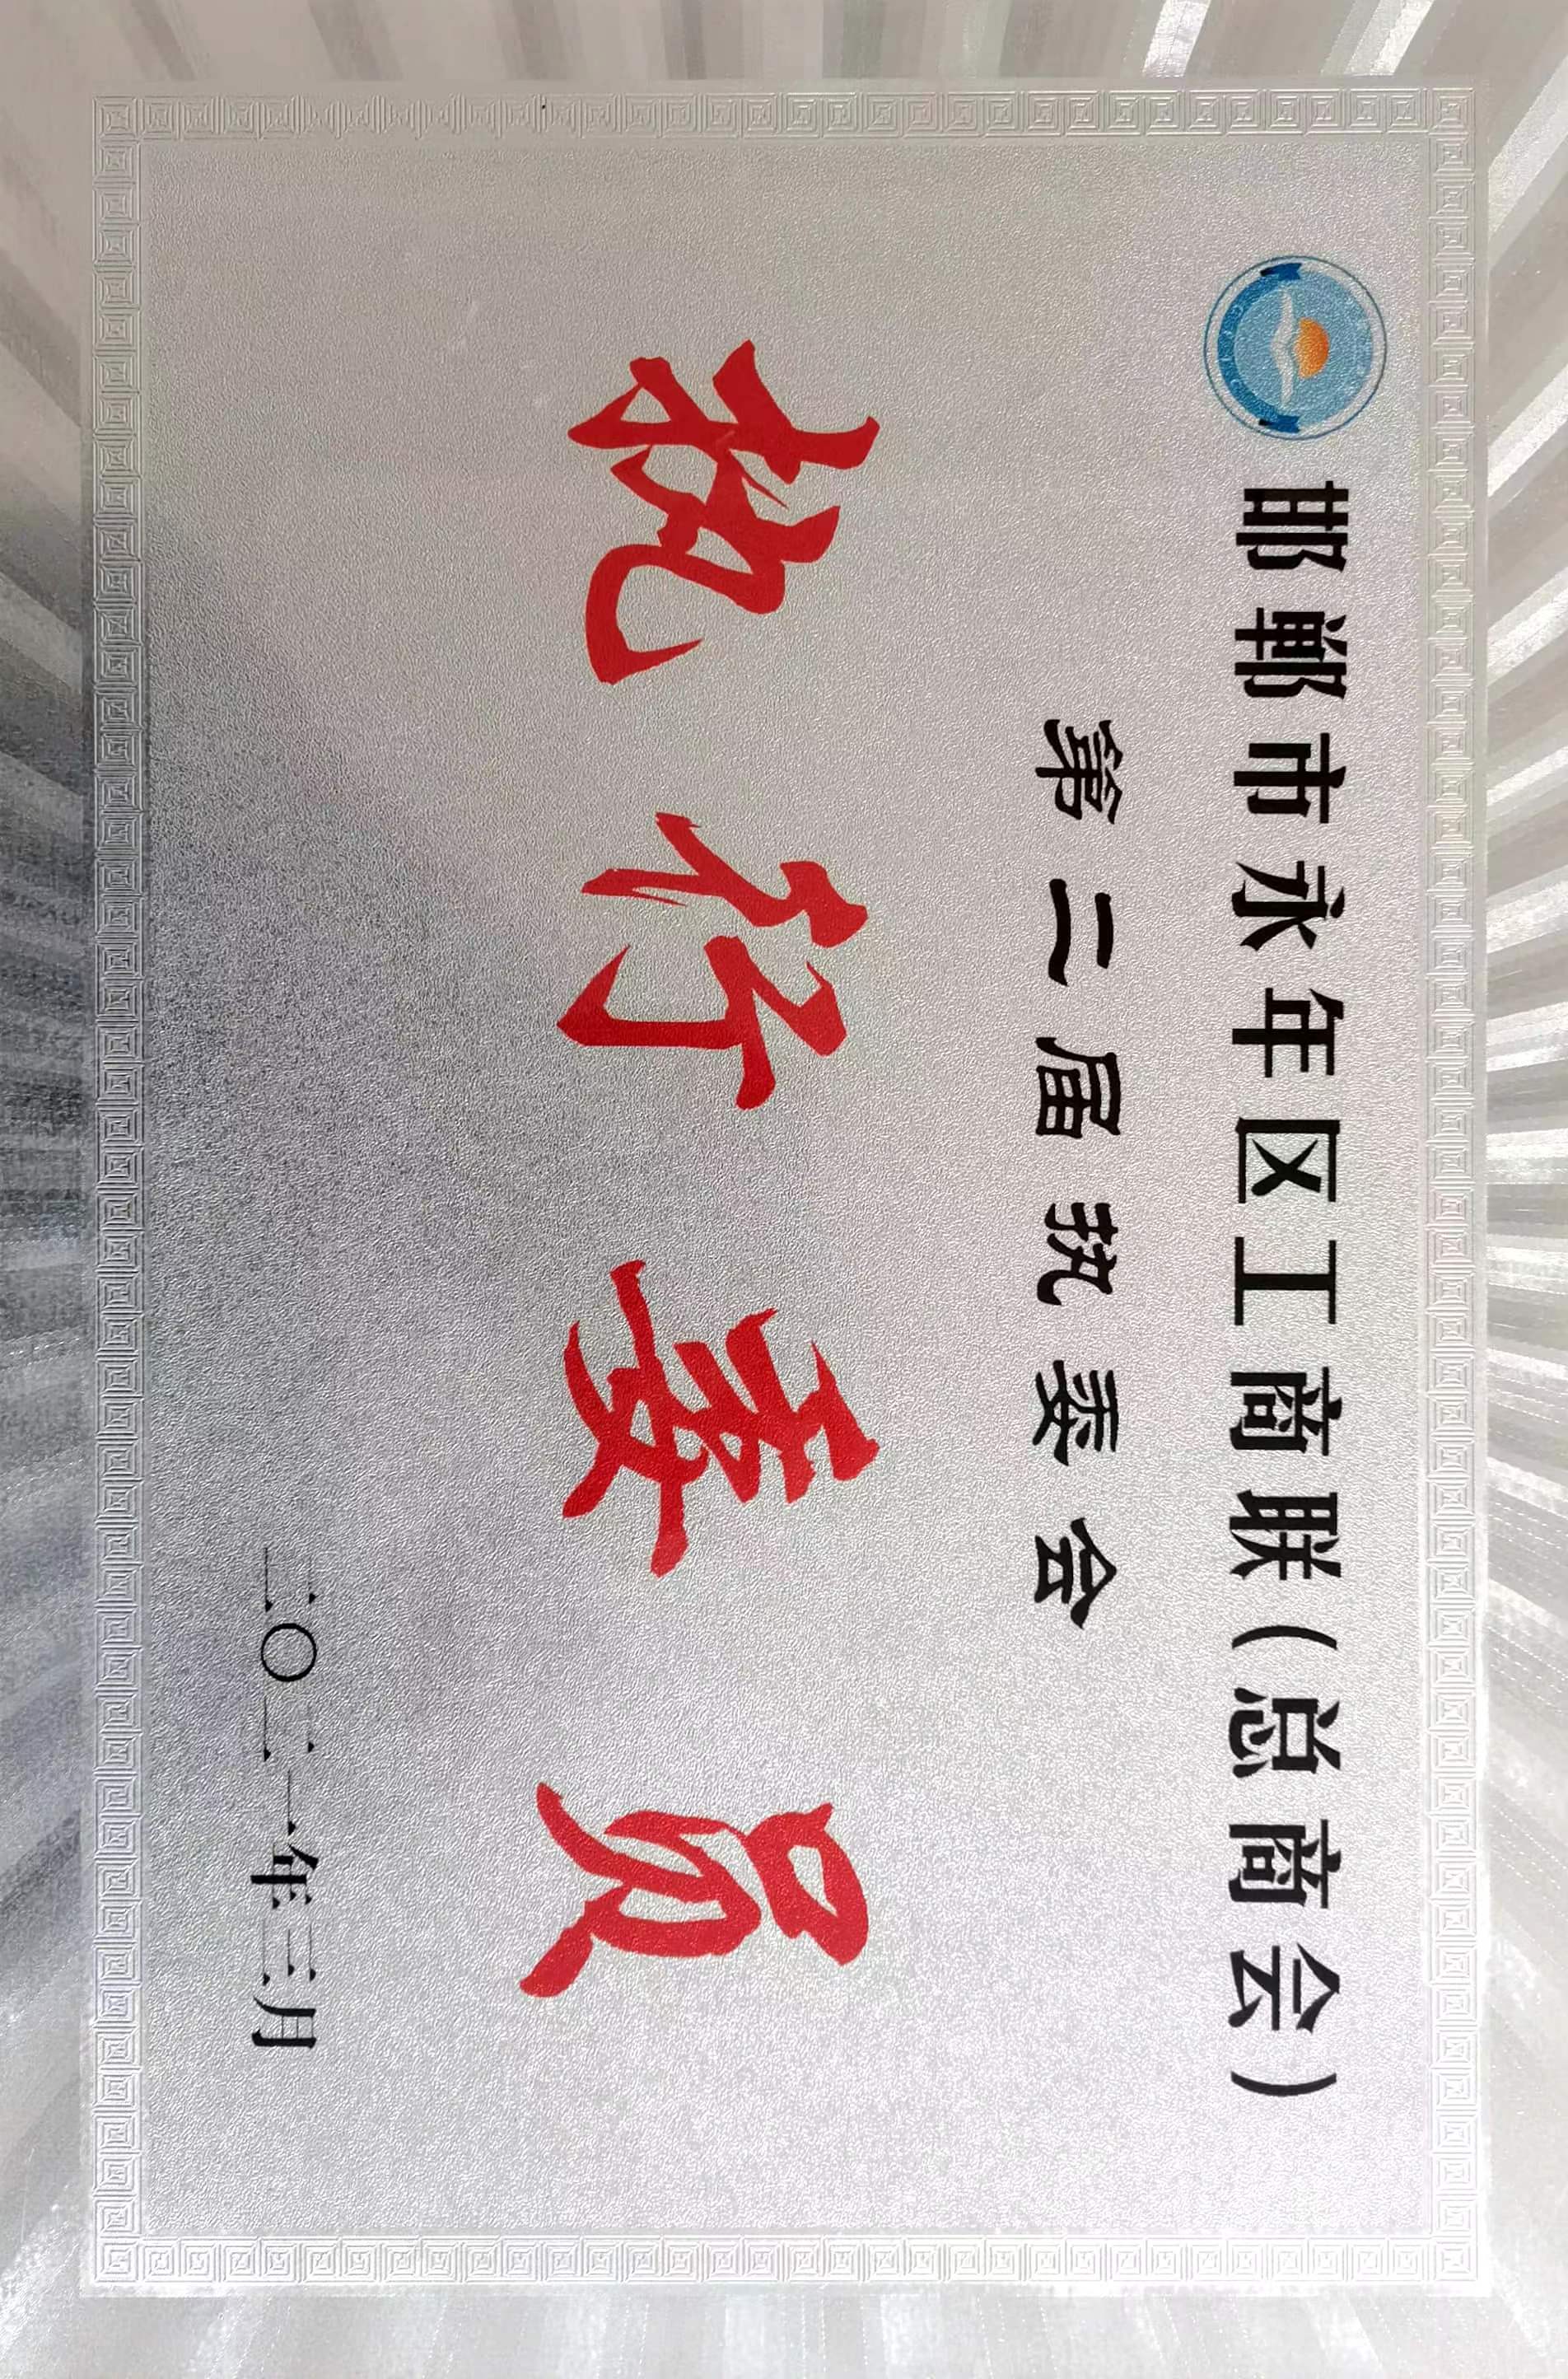 邯郸市永年区工商联(总商会)
第二届执委会
执行委员
二〇二一年三月